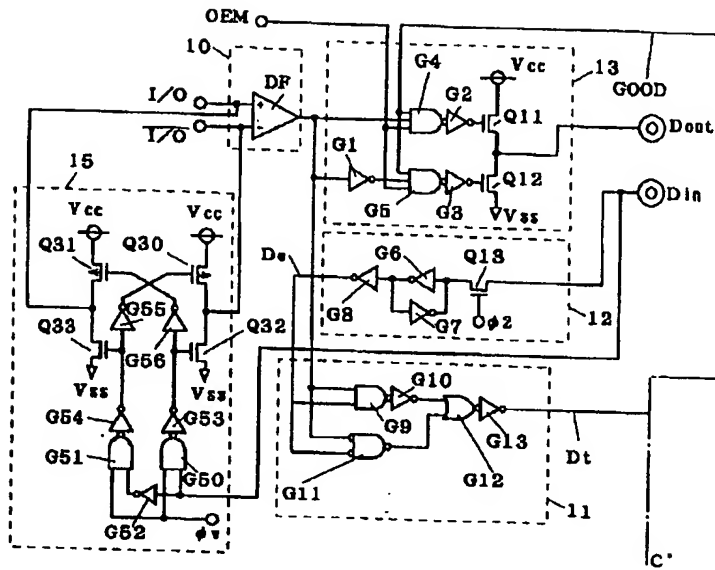 OEM
10
I/O
I/O
DF
G4
G2
Vcc
13
GOOD
Q11
Dout
G1
G5
G3
Q12
Vss
Din
15
Vcc
Vcc
Q31
Q30
De
G6
Q13
G8
G7
φ2
12
G55
G56
Q33
Q32
Vss
Vss
G54
G53
G51
G50
G52
G10
G9
G11
G12
G13
Dt
11
C'